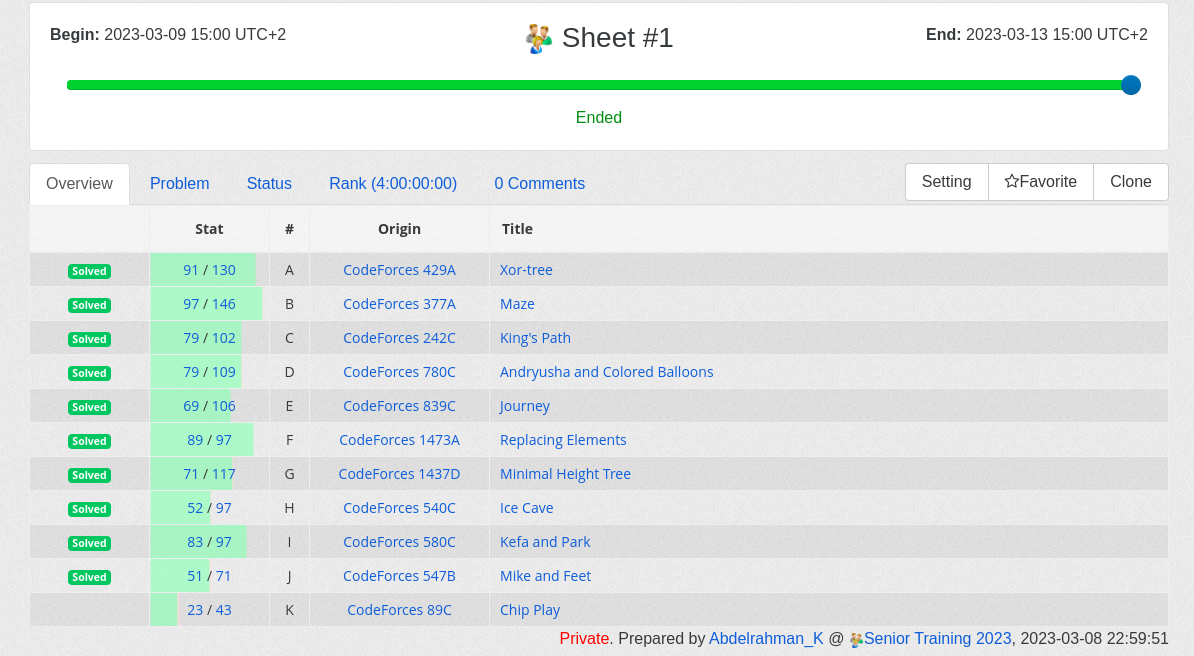 Begin: 2023-03-09 15:00 UTC+2 Sheet #1 End: 2023-03-13 15:00 UTC+2
Ended
Overview Problem Status Rank (4:00:00:00) 0 Comments Setting ☆Favorite Clone
Stat # Origin Title
Solved 91 / 130 A CodeForces 429A Xor-tree
Solved 97 / 146 B CodeForces 377A Maze
Solved 79 / 102 C CodeForces 242C King's Path
Solved 79 / 109 D CodeForces 780C Andryusha and Colored Balloons
Solved 69 / 106 E CodeForces 839C Journey
Solved 89 / 97 F CodeForces 1473A Replacing Elements
Solved 71 / 117 G CodeForces 1437D Minimal Height Tree
Solved 52 / 97 H CodeForces 540C Ice Cave
Solved 83 / 97 I CodeForces 580C Kefa and Park
Solved 51 / 71 J CodeForces 547B Mike and Feet
23 / 43 K CodeForces 89C Chip Play
Private. Prepared by Abdelrahman_K @ Senior Training 2023, 2023-03-08 22:59:51